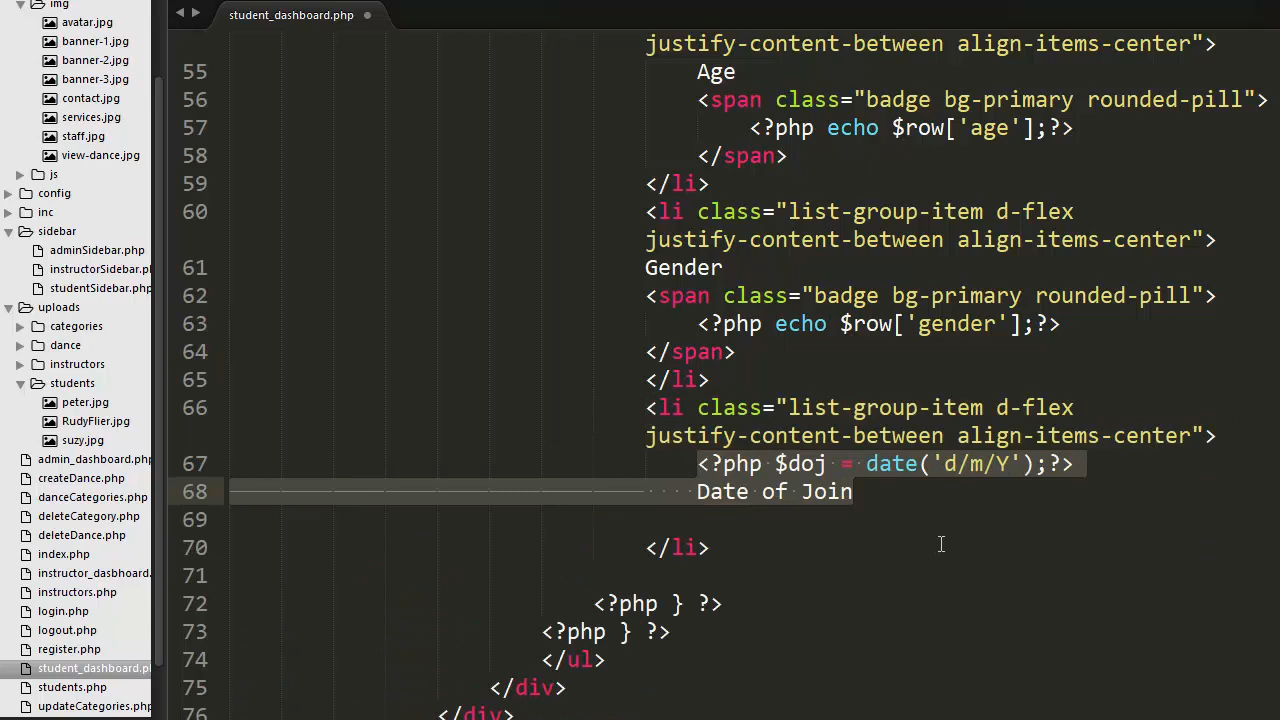 img
avatar.jpg
banner-1.jpg
banner-2.jpg
banner-3.jpg
contact.jpg
services.jpg
staff.jpg
view-dance.jpg
js
config
inc
sidebar
adminSidebar.php
instructorSidebar.ph
studentSidebar.php
uploads
categories
dance
instructors
students
peter.jpg
RudyFlier.jpg
suzy.jpg
admin_dashboard.php
createDance.php
danceCategories.php
deleteCategory.php
deleteDance.php
index.php
instructor_dasbhoard.
instructors.php
login.php
logout.php
register.php
student_dashboard.ph
students.php
updateCategories.php
student_dashboard.php
justify-content-between align-items-center">
55 Age
56 <span class="badge bg-primary rounded-pill">
57 <?php echo $row['age'];?>
58 </span>
59 </li>
60 <li class="list-group-item d-flex
justify-content-between align-items-center">
61 Gender
62 <span class="badge bg-primary rounded-pill">
63 <?php echo $row['gender'];?>
64 </span>
65 </li>
66 <li class="list-group-item d-flex
justify-content-between align-items-center">
67 <?php $doj = date('d/m/Y');?>
68 Date of Join
69
70 </li>
71
72 <?php } ?>
73 <?php } ?>
74 </ul>
75 </div>
76 </div>